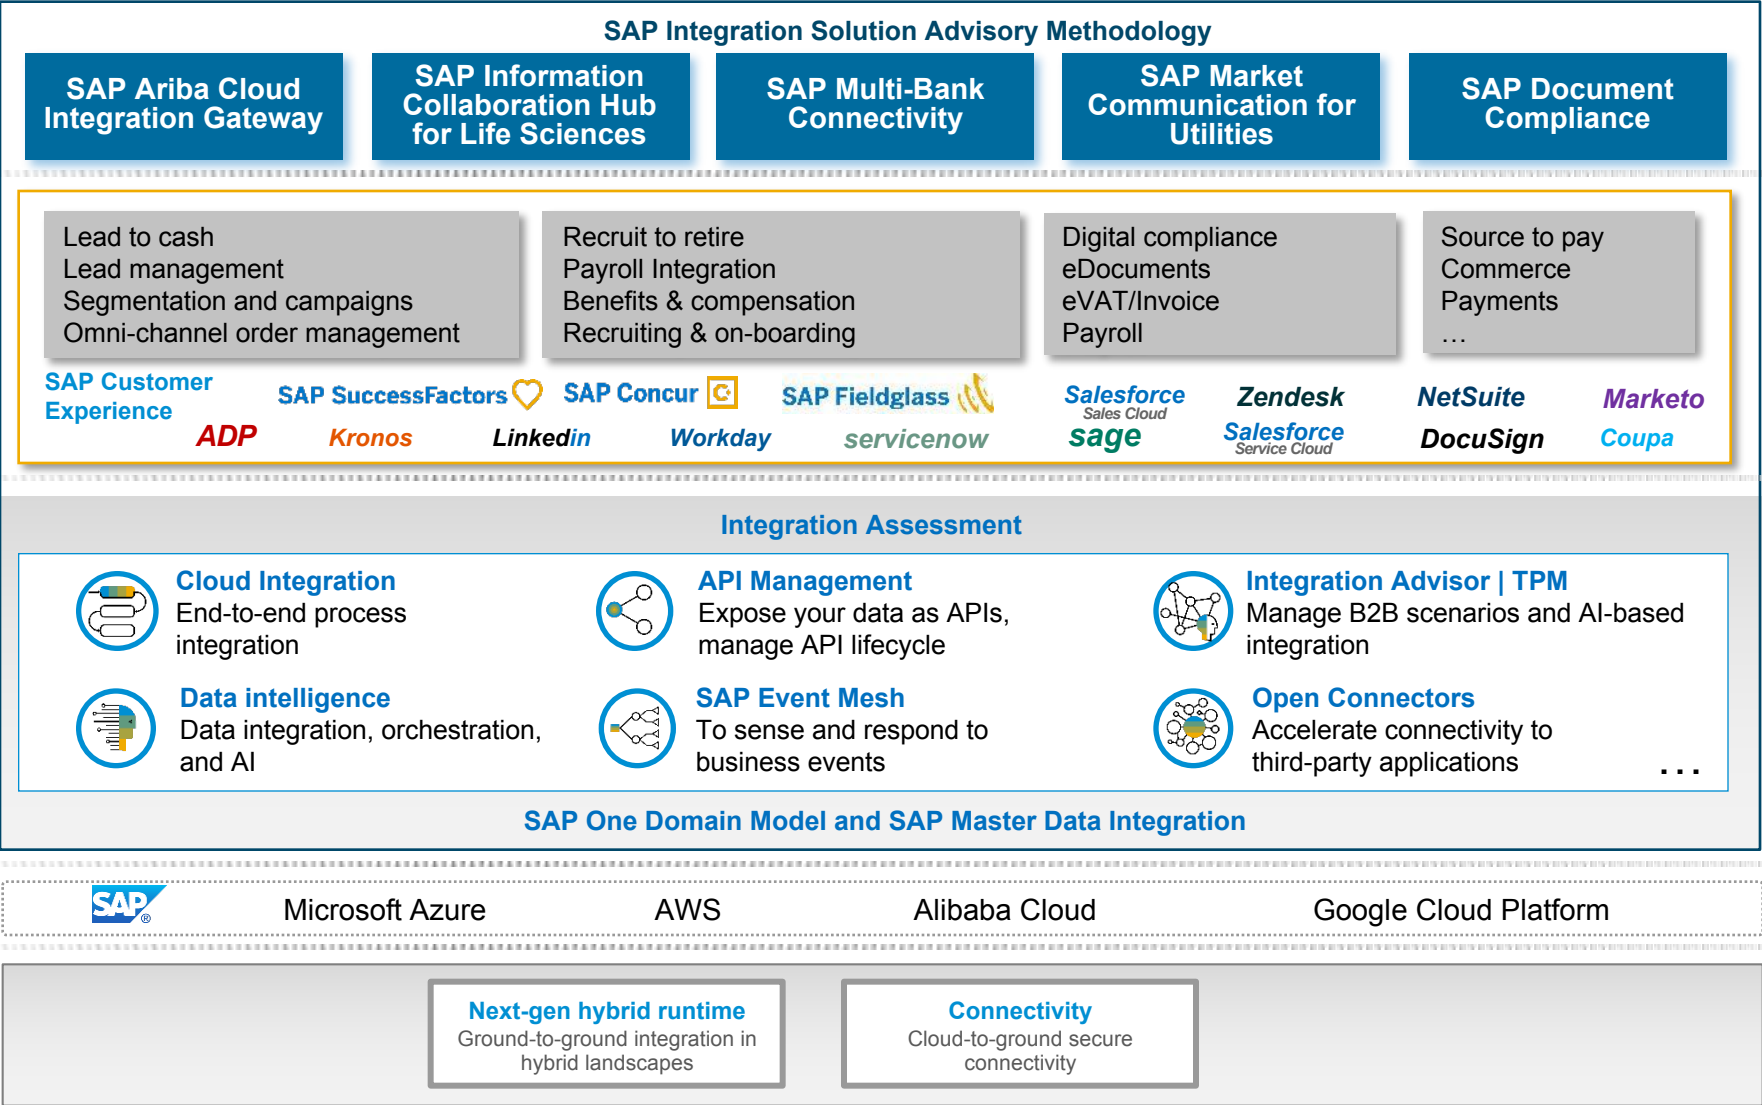 SAP Integration Solution Advisory Methodology
SAP Ariba Cloud
Integration Gateway
SAP Information
Collaboration Hub
for Life Sciences
SAP Multi-Bank
Connectivity
SAP Market
Communication for
Utilities
SAP Document
Compliance
Lead to cash
Lead management
Segmentation and campaigns
Omni-channel order management
Recruit to retire
Payroll Integration
Benefits & compensation
Recruiting & on-boarding
Digital compliance
eDocuments
eVAT/Invoice
Payroll
Source to pay
Commerce
Payments
…
SAP Customer
Experience
SAP SuccessFactors
SAP Concur C
SAP Fieldglass
Salesforce
Sales Cloud
Zendesk
NetSuite
Marketo
ADP
Kronos
Linkedin
Workday
servicenow
sage
Salesforce
Service Cloud
DocuSign
Coupa
Integration Assessment
Cloud Integration
End-to-end process
integration
API Management
Expose your data as APIs,
manage API lifecycle
Integration Advisor | TPM
Manage B2B scenarios and AI-based
integration
Data intelligence
Data integration, orchestration,
and AI
SAP Event Mesh
To sense and respond to
business events
Open Connectors
Accelerate connectivity to
third-party applications
...
SAP One Domain Model and SAP Master Data Integration
SAP®
Microsoft Azure
AWS
Alibaba Cloud
Google Cloud Platform
Next-gen hybrid runtime
Ground-to-ground integration in
hybrid landscapes
Connectivity
Cloud-to-ground secure
connectivity